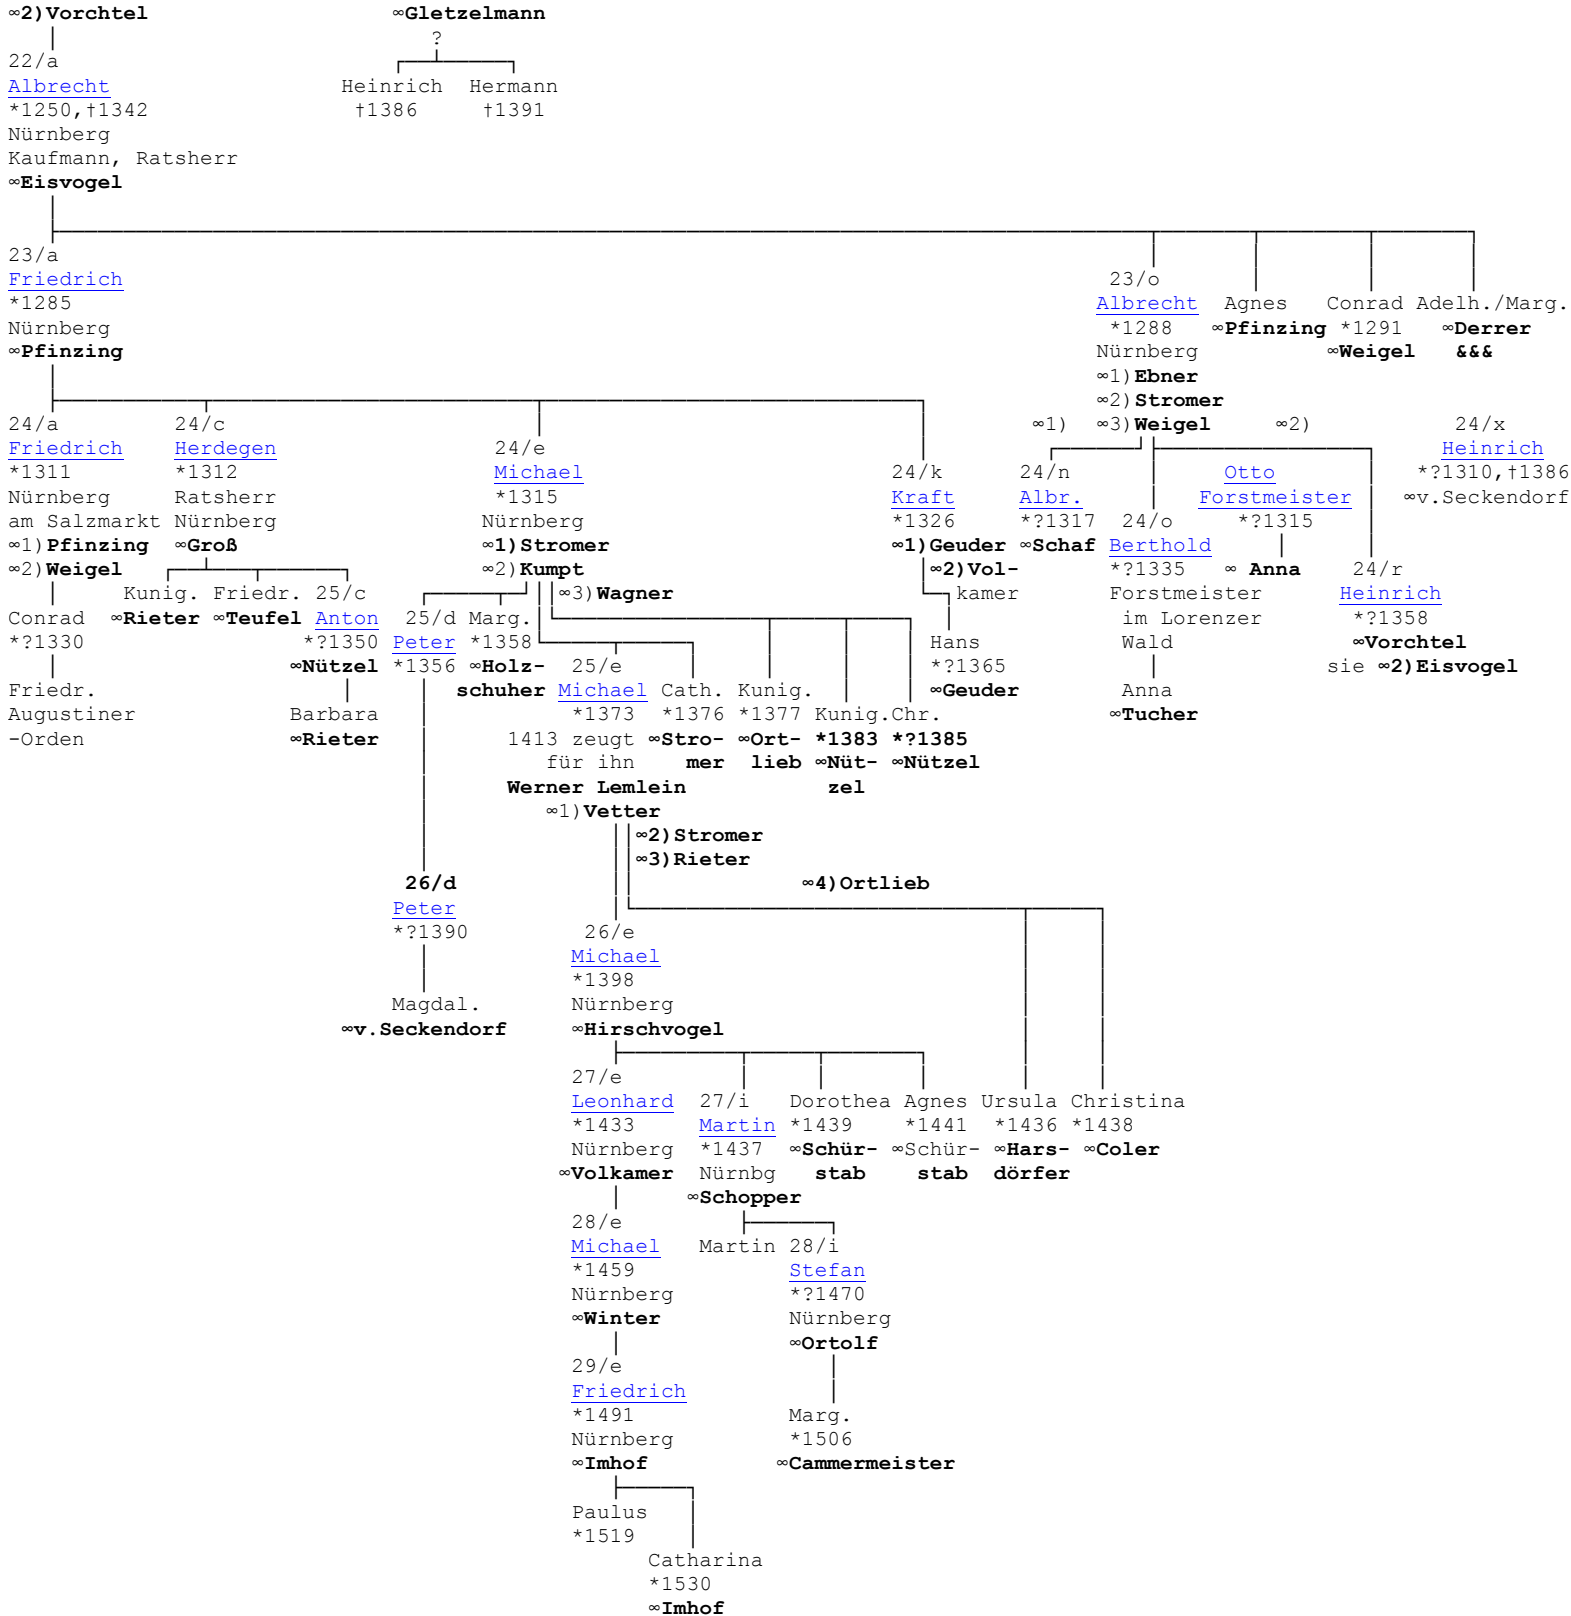 ∞2)Vorchtel ∞Gletzelmann
?
22/a
Albrecht Heinrich Hermann
*1250,†1342 †1386 †1391
Nürnberg
Kaufmann, Ratsherr
∞Eisvogel
23/a
Friedrich 23/o
*1285 Albrecht Agnes Conrad Adelh./Marg.
Nürnberg *1288 ∞Pfinzing *1291 ∞Derrer
∞Pfinzing Nürnberg ∞Weigel &&&
∞1)Ebner
∞2)Stromer
24/a 24/c ∞1) ∞3)Weigel ∞2) 24/x
Friedrich Herdegen 24/e Heinrich
*1311 *1312 Michael 24/k 24/n Otto *?1310,†1386
Nürnberg Ratsherr *1315 Kraft Albr. Forstmeister ∞v.Seckendorf
am Salzmarkt Nürnberg Nürnberg *1326 *?1317 24/o *?1315
∞1)Pfinzing ∞Groß ∞1)Stromer ∞1)Geuder ∞Schaf Berthold
∞2)Weigel ∞2)Kumpt ∞2)Vol- *?1335 ∞ Anna 24/r
Kunig. Friedr. 25/c ∞3)Wagner kamer Forstmeister Heinrich
Conrad ∞Rieter ∞Teufel Anton 25/d Marg. im Lorenzer *?1358
*?1330 *?1350 Peter *1358 Hans Wald ∞Vorchtel
∞Nützel *1356 ∞Holz- 25/e *?1365 sie ∞2)Eisvogel
Friedr. schuher Michael Cath. Kunig. ∞Geuder Anna
Augustiner Barbara *1373 *1376 *1377 Kunig.Chr. ∞Tucher
-Orden ∞Rieter 1413 zeugt ∞Stro- ∞Ort- *1383 *?1385
für ihn mer lieb ∞Nüt- ∞Nützel
Werner Lemlein zel
∞1)Vetter
∞2)Stromer
∞3)Rieter
26/d ∞4)Ortlieb
Peter
*?1390 26/e
Michael
*1398
Magdal. Nürnberg
∞v.Seckendorf ∞Hirschvogel
27/e
Leonhard 27/i Dorothea Agnes Ursula Christina
*1433 Martin *1439 *1441 *1436 *1438
Nürnberg *1437 ∞Schür- ∞Schür- ∞Hars- ∞Coler
∞Volkamer Nürnbg stab stab dörfer
∞Schopper
28/e
Michael Martin 28/i
*1459 Stefan
Nürnberg *?1470
∞Winter Nürnberg
∞Ortolf
29/e
Friedrich
*1491 Marg.
Nürnberg *1506
∞Imhof ∞Cammermeister
Paulus
*1519
Catharina
*1530
∞Imhof